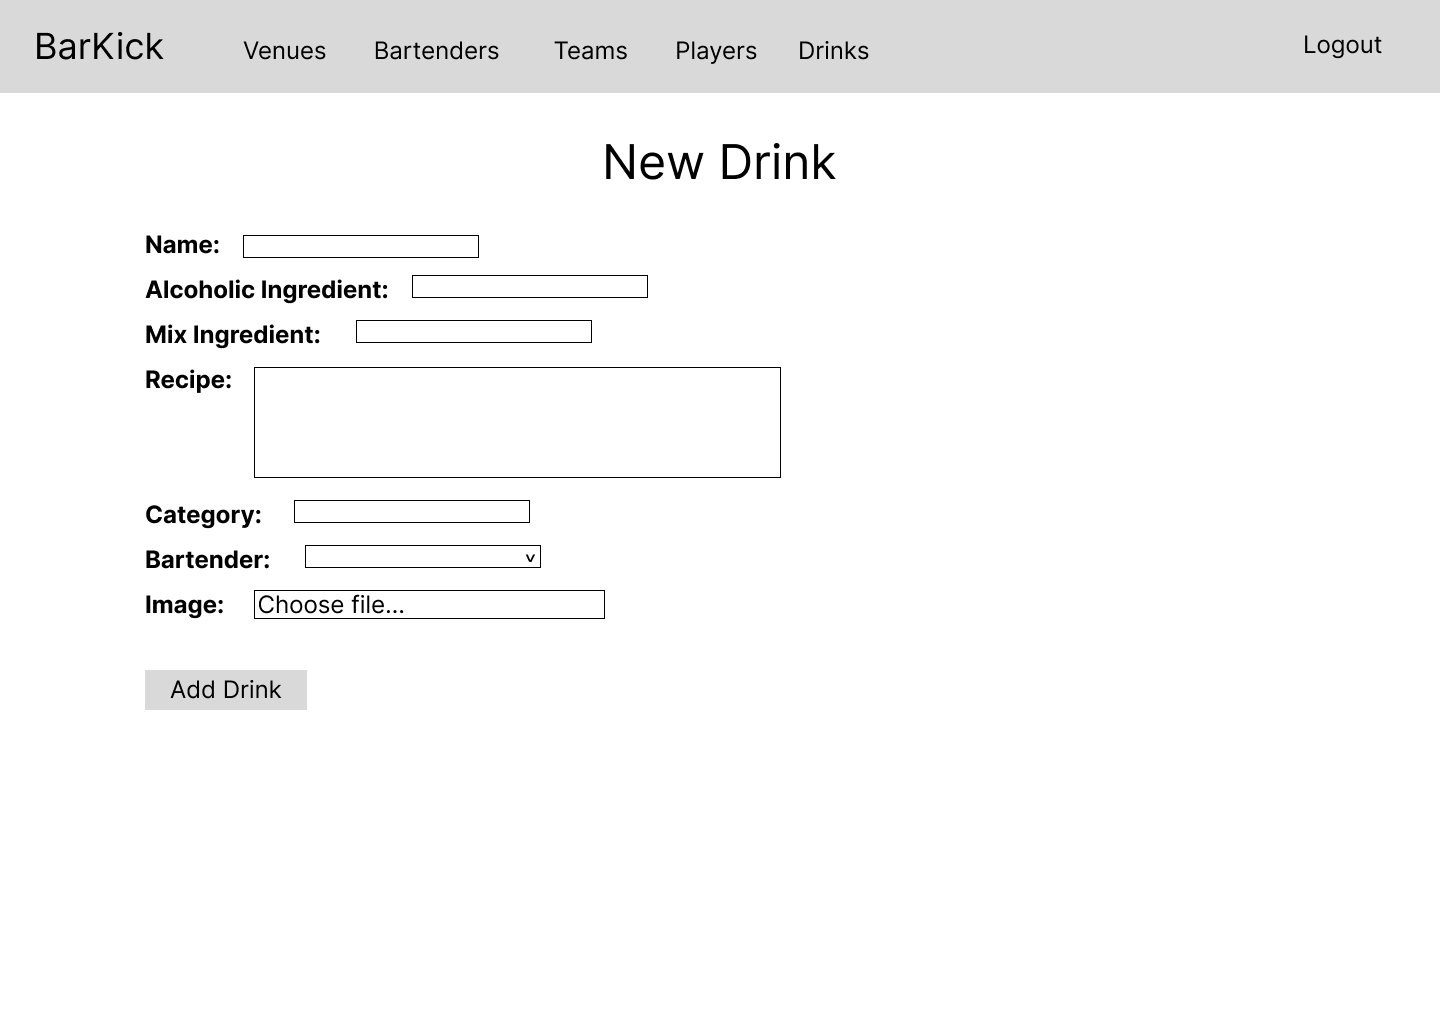 BarKick Venues Bartenders Teams Players Drinks Logout
New Drink
Name:
Alcoholic Ingredient:
Mix Ingredient:
Recipe:
Category:
Bartender:
Image: Choose file...
Add Drink